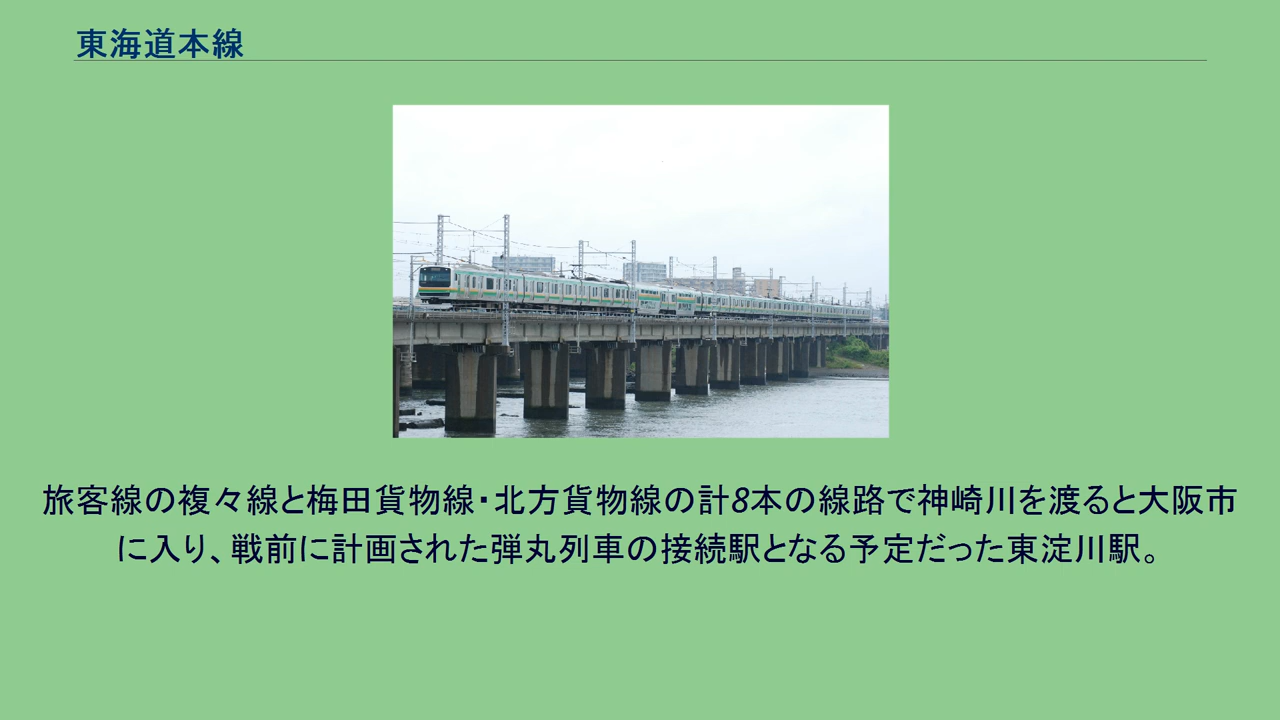 東海道本線
旅客線の複々線と梅田貨物線・北方貨物線の計8本の線路で神崎川を渡ると大阪市
に入り、戦前に計画された弾丸列車の接続駅となる予定だった東淀川駅。